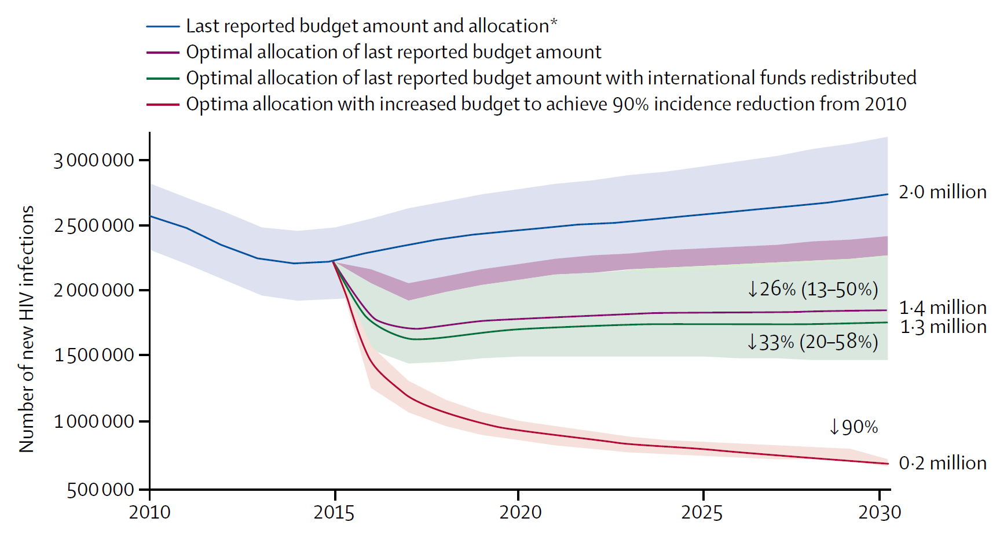 Last reported budget amount and allocation*
Optimal allocation of last reported budget amount
Optimal allocation of last reported budget amount with international funds redistributed
Optima allocation with increased budget to achieve 90% incidence reduction from 2010
Number of new HIV infections
3 000 000
2 500 000
2 000 000
1 500 000
1 000 000
500 000
2010
2015
2020
2025
2030
2·0 million
↓26% (13–50%)
1·4 million
1·3 million
↓33% (20–58%)
↓90%
0·2 million